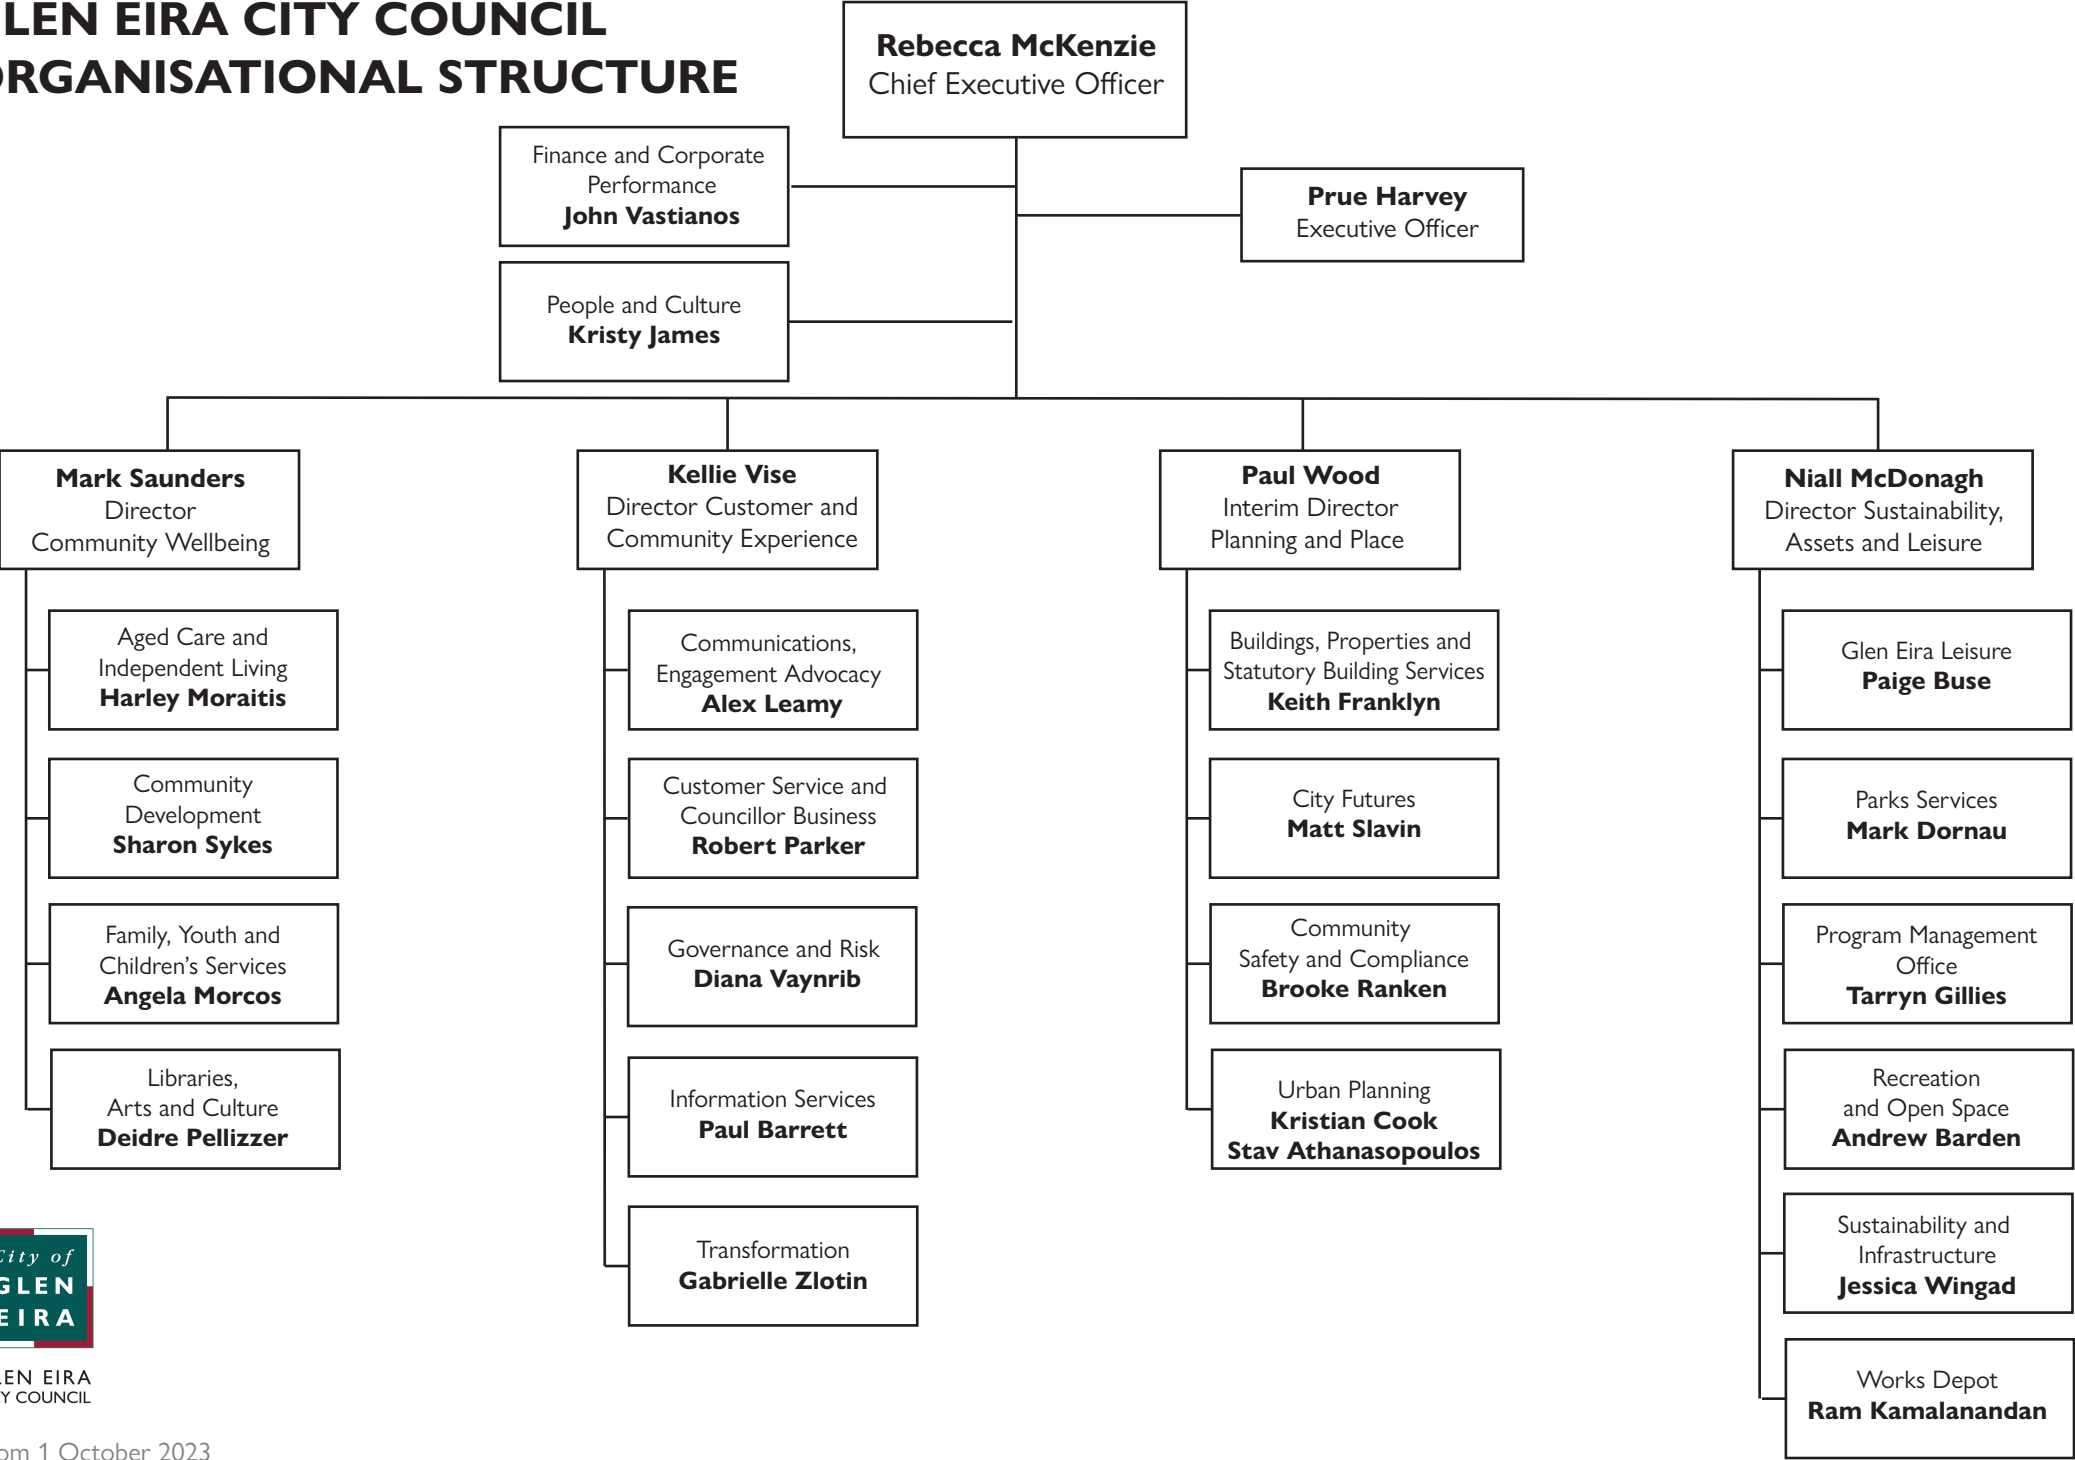 LEN EIRA CITY COUNCIL
ORGANISATIONAL STRUCTURE
Rebecca McKenzie
Chief Executive Officer
Finance and Corporate
Performance
John Vastianos
Prue Harvey
Executive Officer
People and Culture
Kristy James
Mark Saunders
Director
Community Wellbeing
Kellie Vise
Director Customer and
Community Experience
Paul Wood
Interim Director
Planning and Place
Niall McDonagh
Director Sustainability,
Assets and Leisure
Aged Care and
Independent Living
Harley Moraitis
Community
Development
Sharon Sykes
Family, Youth and
Children’s Services
Angela Morcos
Libraries,
Arts and Culture
Deidre Pellizzer
Communications,
Engagement Advocacy
Alex Leamy
Customer Service and
Councillor Business
Robert Parker
Governance and Risk
Diana Vaynrib
Information Services
Paul Barrett
Transformation
Gabrielle Zlotin
Buildings, Properties and
Statutory Building Services
Keith Franklyn
City Futures
Matt Slavin
Community
Safety and Compliance
Brooke Ranken
Urban Planning
Kristian Cook
Stav Athanasopoulos
Glen Eira Leisure
Paige Buse
Parks Services
Mark Dornau
Program Management
Office
Tarryn Gillies
Recreation
and Open Space
Andrew Barden
Sustainability and
Infrastructure
Jessica Wingad
Works Depot
Ram Kamalanandan
City of
GLEN
EIRA
EN EIRA
Y COUNCIL
om 1 October 2023